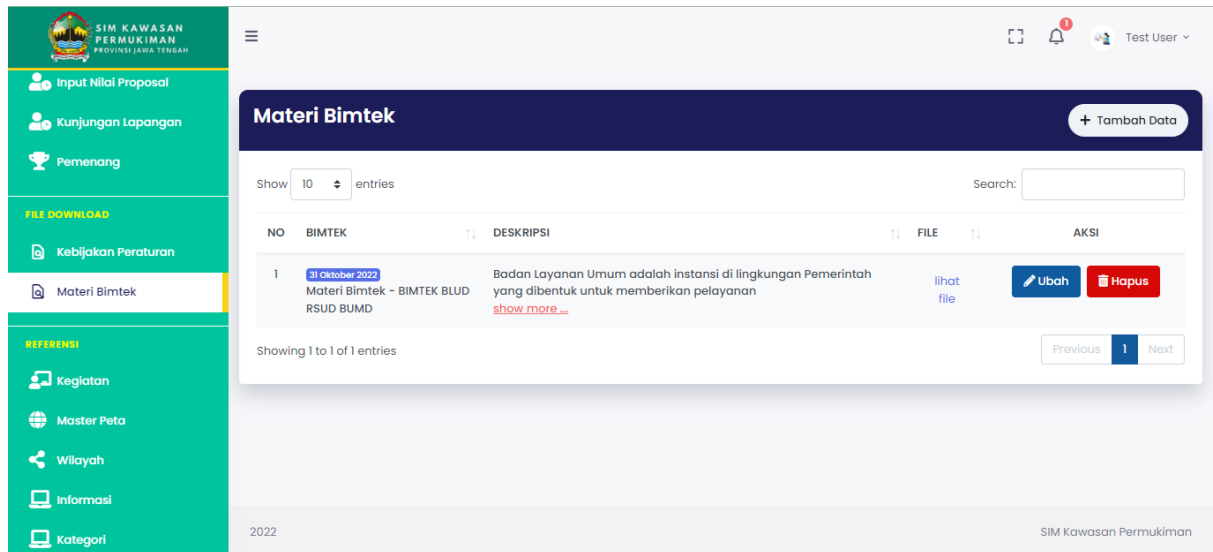 SIM KAWASAN
PERMUKIMAN
PROVINSI JAWA TENGAH
Input Nilai Proposal
Kunjungan Lapangan
Pemenang
FILE DOWNLOAD
Kebijakan Peraturan
Materi Bimtek
REFERENSI
Kegiatan
Master Peta
Wilayah
Informasi
Kategori
1
Test User
Materi Bimtek
+ Tambah Data
Show 10 entries
Search:
NO BIMTEK DESKRIPSI FILE AKSI
1 31 Oktober 2022
Materi Bimtek - BIMTEK BLUD
RSUD BUMD
Badan Layanan Umum adalah instansi di lingkungan Pemerintah
yang dibentuk untuk memberikan pelayanan
show more ...
lihat
file
Ubah Hapus
Showing 1 to 1 of 1 entries
Previous 1 Next
2022 SIM Kawasan Permukiman